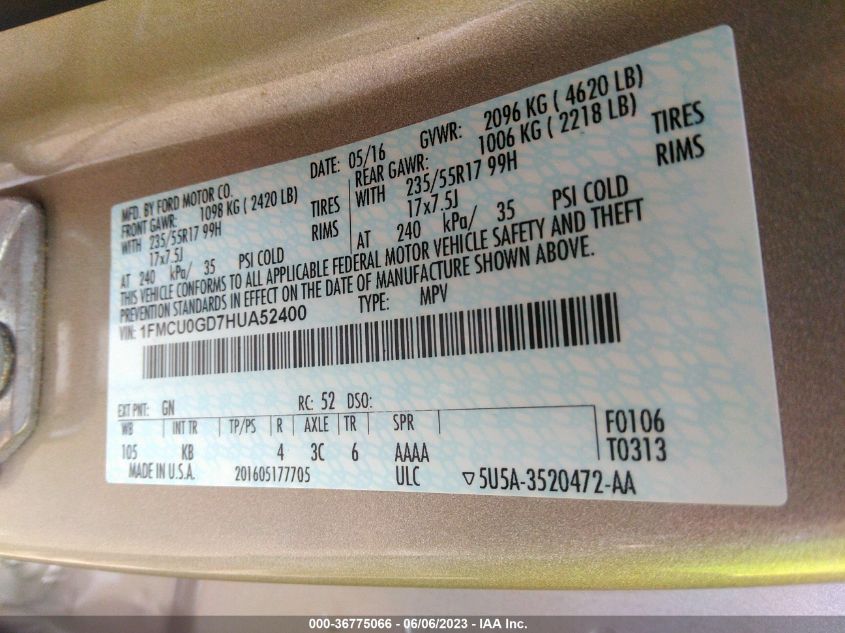 MFD. BY FORD MOTOR CO.
DATE: 05/16 GVWR: 2096 KG ( 4620 LB)
FRONT GAWR: 1098 KG ( 2420 LB)
REAR GAWR: 1006 KG ( 2218 LB)
WITH 235/55R17 99H TIRES
WITH 235/55R17 99H TIRES
17x7.5J RIMS
17x7.5J RIMS
AT 240 kPa/ 35 PSI COLD
AT 240 kPa/ 35 PSI COLD
THIS VEHICLE CONFORMS TO ALL APPLICABLE FEDERAL MOTOR VEHICLE SAFETY AND THEFT
PREVENTION STANDARDS IN EFFECT ON THE DATE OF MANUFACTURE SHOWN ABOVE.
VIN: 1FMCU0GD7HUA52400 TYPE: MPV
EXT PNT: GN RC: 52 DSO:
WB INT TR TP/PS R AXLE TR SPR F0106
105 KB 4 3C 6 AAAA T0313
MADE IN U.S.A. 201605177705 ULC ▽5U5A-3520472-AA
000-36775066 - 06/06/2023 - IAA Inc.